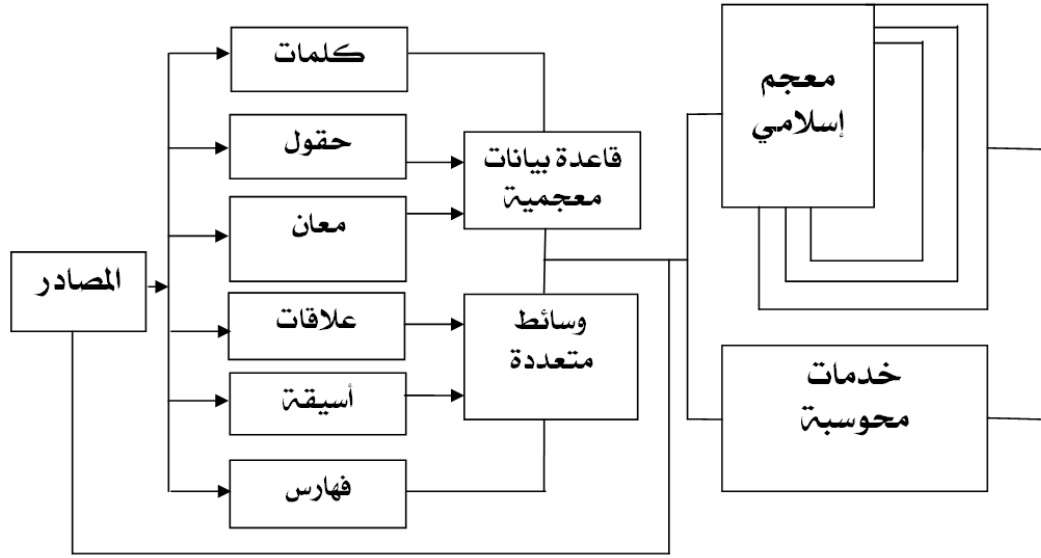 المصادر
كلمات
حقول
معان
علاقات
أسيقة
فهارس
قاعدة بيانات
معجمية
وسائط
متعددة
معجم
إسلامي
خدمات
محوسبة